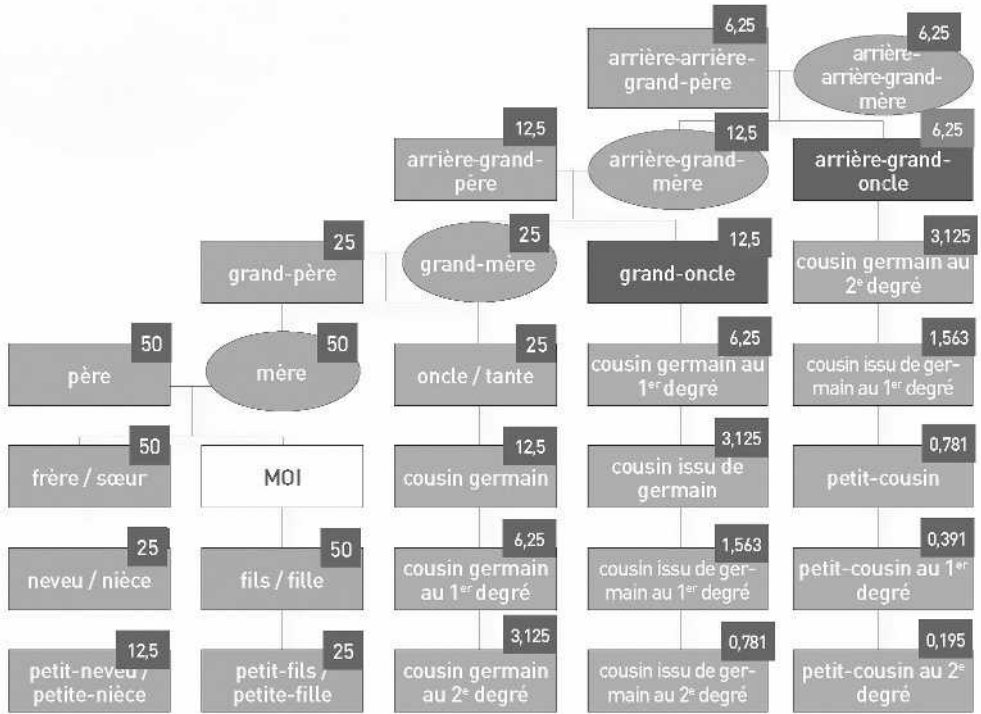 6,25
arrière-arrière-
grand-père
6,25
arrière-
arrière-grand-
mère
12,5
arrière-grand-
père
12,5
arrière-grand-
mère
6,25
arrière-grand-
oncle
25
grand-père
25
grand-mère
12,5
grand-oncle
3,125
cousin germain au
2e degré
50
père
50
mère
25
oncle / tante
6,25
cousin germain au
1er degré
1,563
cousin issu de ger-
main au 1er degré
50
frère / sœur
MOI
12,5
cousin germain
3,125
cousin issu de
germain
0,781
petit-cousin
25
neveu / nièce
50
fils / fille
6,25
cousin germain
au 1er degré
1,563
cousin issu de ger-
main au 1er degré
0,391
petit-cousin au 1er
degré
12,5
petit-neveu /
petite-nièce
25
petit-fils /
petite-fille
3,125
cousin germain
au 2e degré
0,781
cousin issu de ger-
main au 2e degré
0,195
petit-cousin au 2e
degré